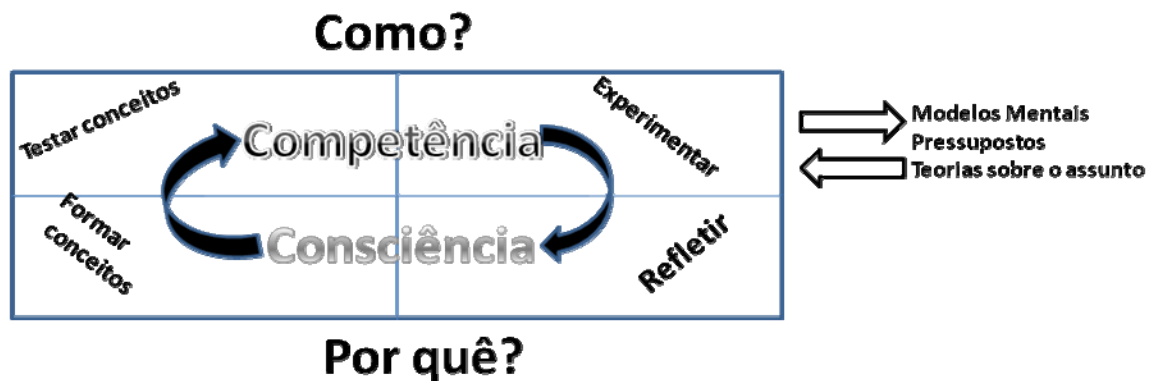 Como?
Testar conceitos
Experimentar
Competência
Modelos Mentais
Pressupostos
Teorias sobre o assunto
Formar
conceitos
Consciência
Refletir
Por quê?